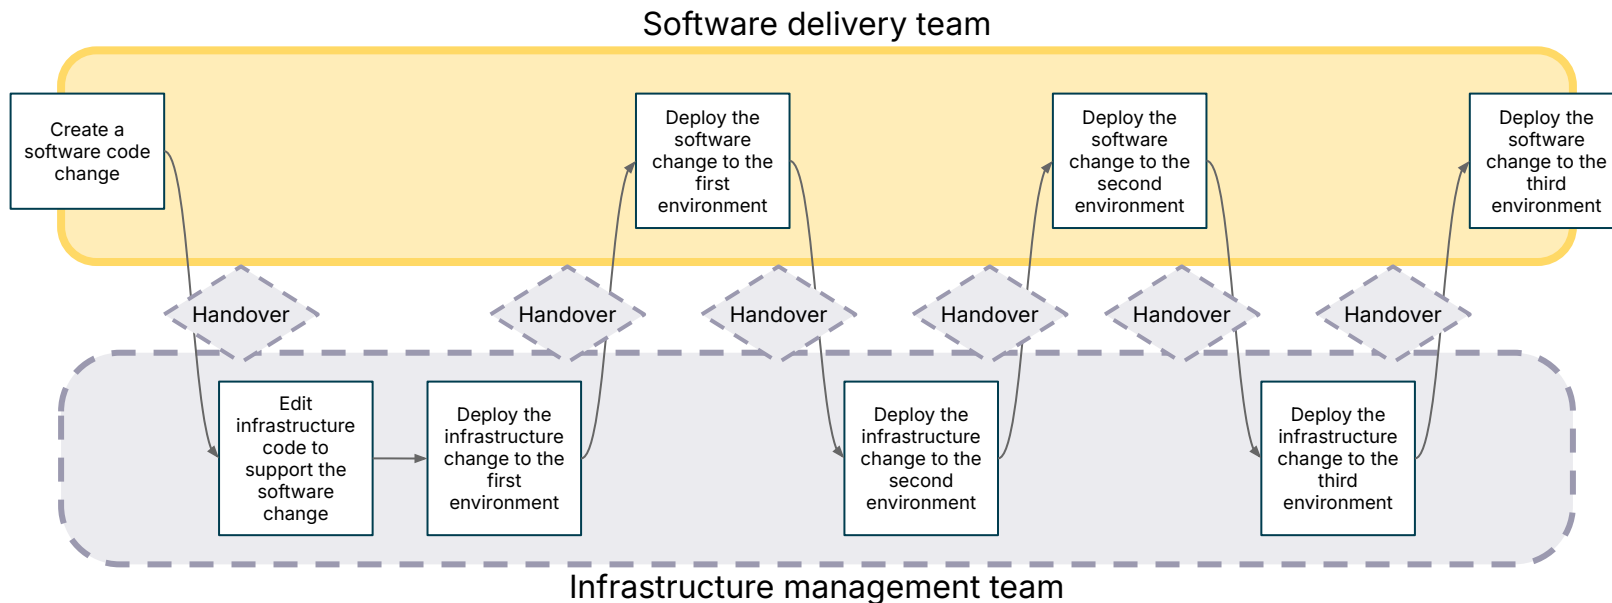 Software delivery team
Create a
software code
change
Deploy the
software
change to the
first
environment
Deploy the
software
change to the
second
environment
Deploy the
software
change to the
third
environment
Handover
Handover
Handover
Handover
Handover
Handover
Edit
infrastructure
code to
support the
software
change
Deploy the
infrastructure
change to the
first
environment
Deploy the
infrastructure
change to the
second
environment
Deploy the
infrastructure
change to the
third
environment
Infrastructure management team